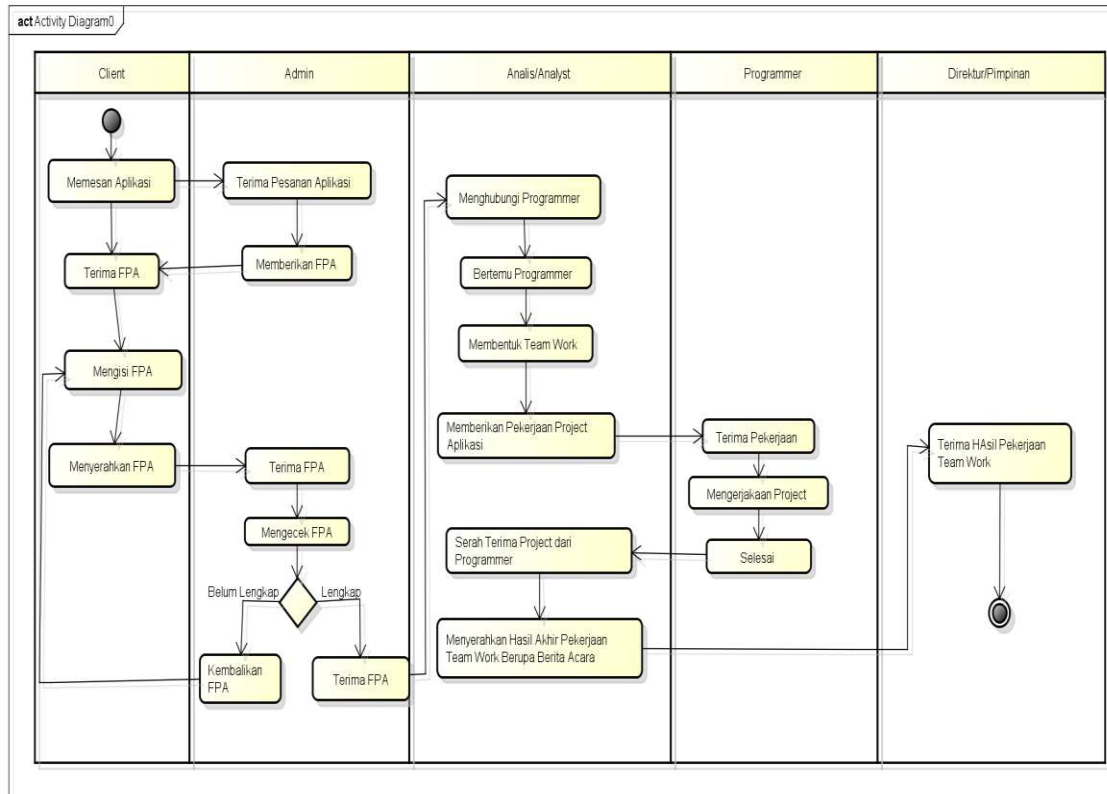 act Activity Diagram0
Client
Admin
Analis/Analyst
Programmer
Direktur/Pimpinan
Memesan Aplikasi
Terima Pesanan Aplikasi
Terima FPA
Memberikan FPA
Mengisi FPA
Menyerahkan FPA
Terima FPA
Mengecek FPA
Belum Lengkap
Lengkap
Kembalikan
FPA
Terima FPA
Menghubungi Programmer
Bertemu Programmer
Membentuk Team Work
Memberikan Pekerjaan Project
Aplikasi
Terima Pekerjaan
Mengerjakaan Project
Selesai
Serah Terima Project dari
Programmer
Menyerahkan Hasil Akhir Pekerjaan
Team Work Berupa Berita Acara
Terima HAsil Pekerjaan
Team Work